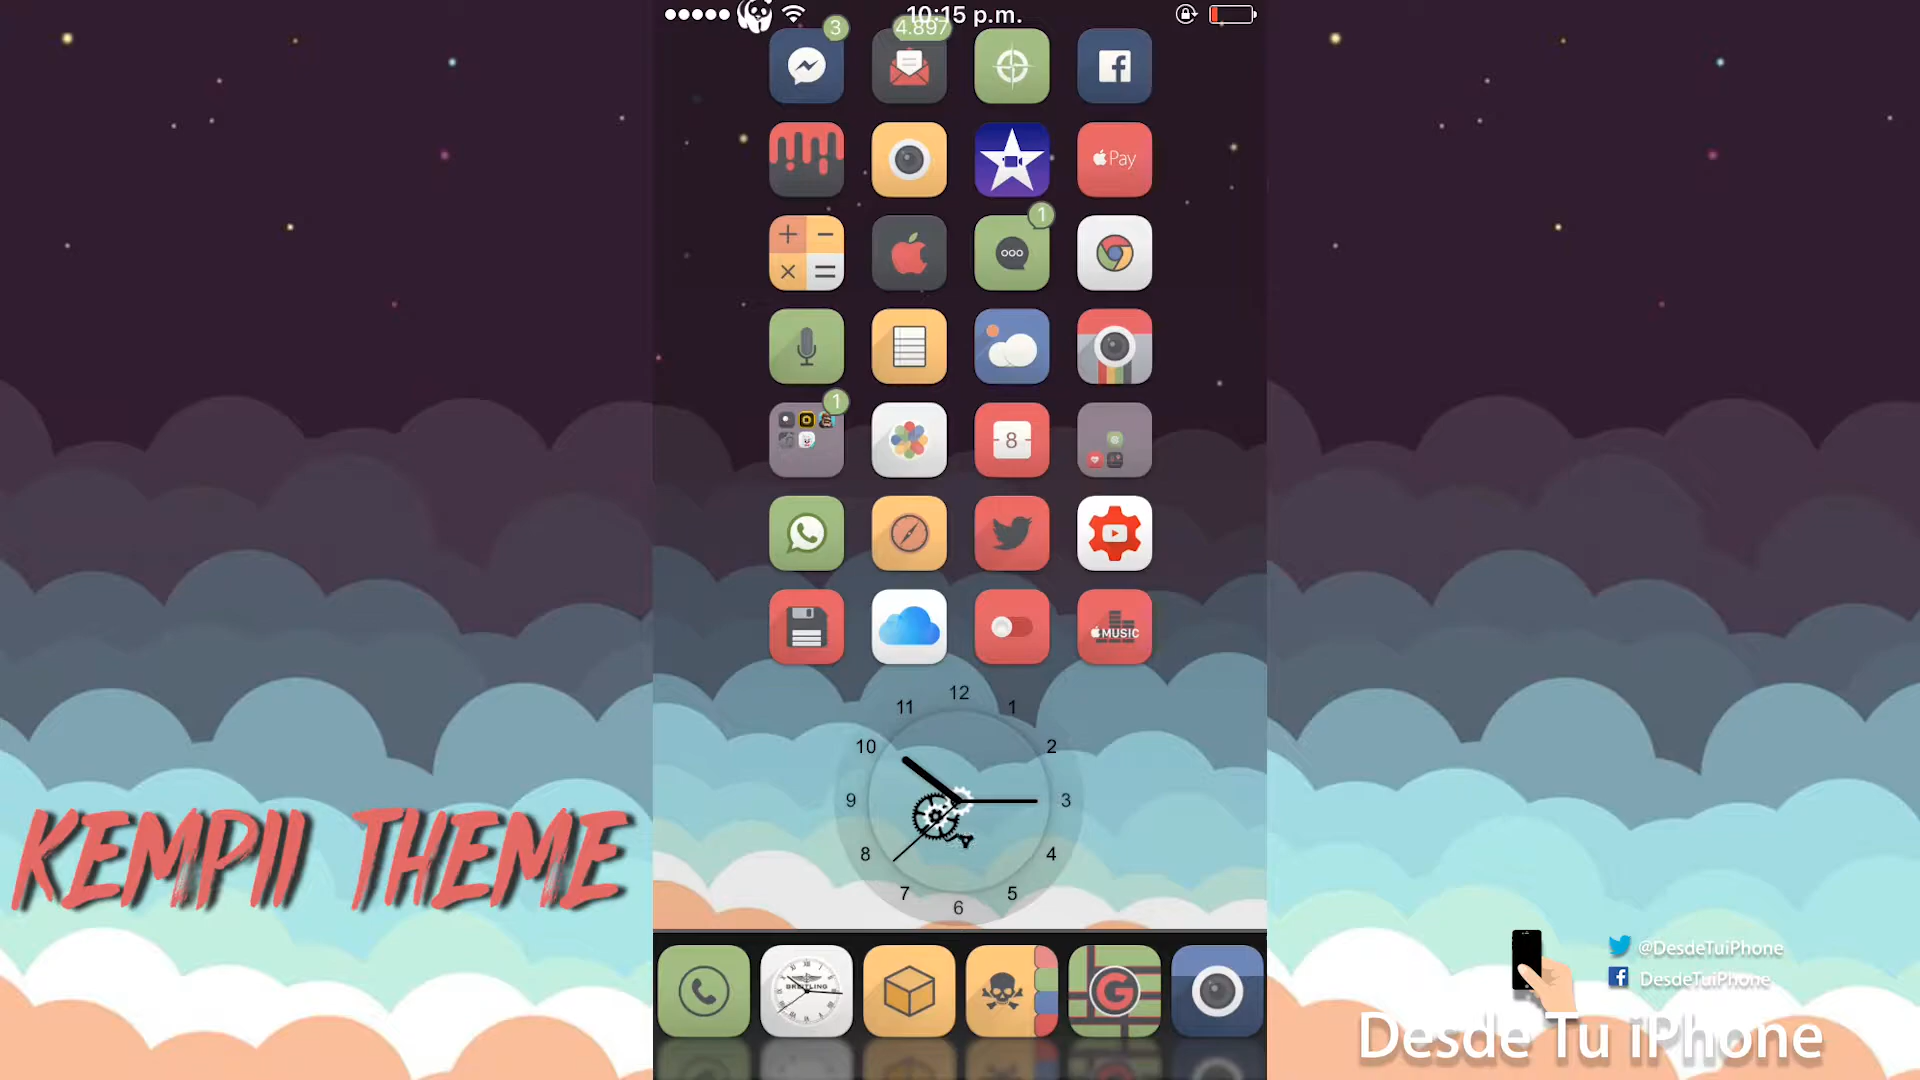 10:15 p.m.
3
4.897
Pay
1
8
1
MUSIC
12
11
1
10
2
9
3
8
4
7
5
6
KEMPII THEME
BREITLING
G
@DesdeTuiPhone
DesdeTuiPhone
Desde Tu iPhone